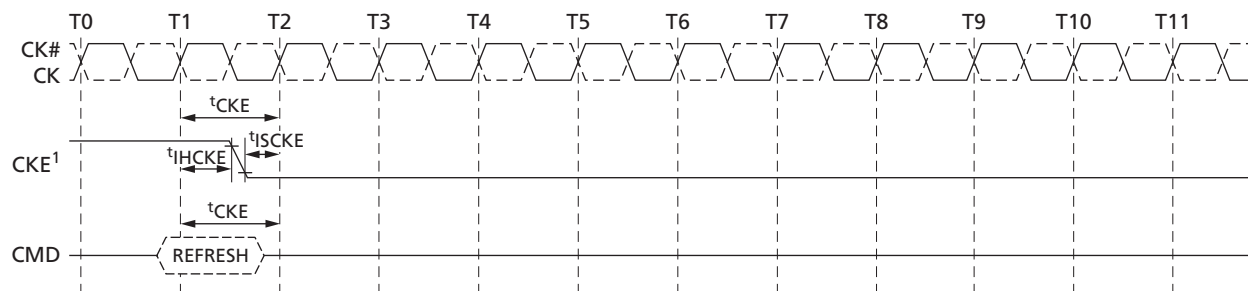 T0 T1 T2 T3 T4 T5 T6 T7 T8 T9 T10 T11
CK#
CK
tCKE
tISCKE
CKE1
tIHCKE
tCKE
CMD
REFRESH